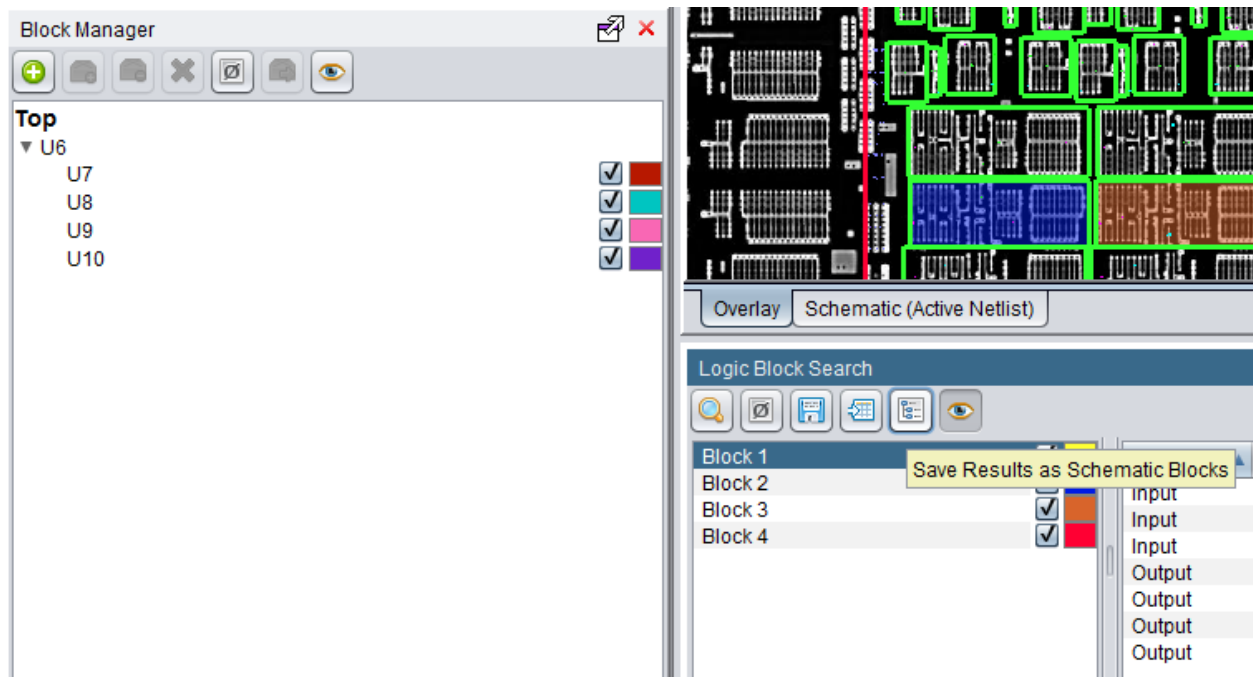 Block Manager
Top
U6
U7
U8
U9
U10
Overlay
Schematic (Active Netlist)
Logic Block Search
Block 1
Block 2
Block 3
Block 4
Save Results as Schematic Blocks
Input
Input
Input
Output
Output
Output
Output